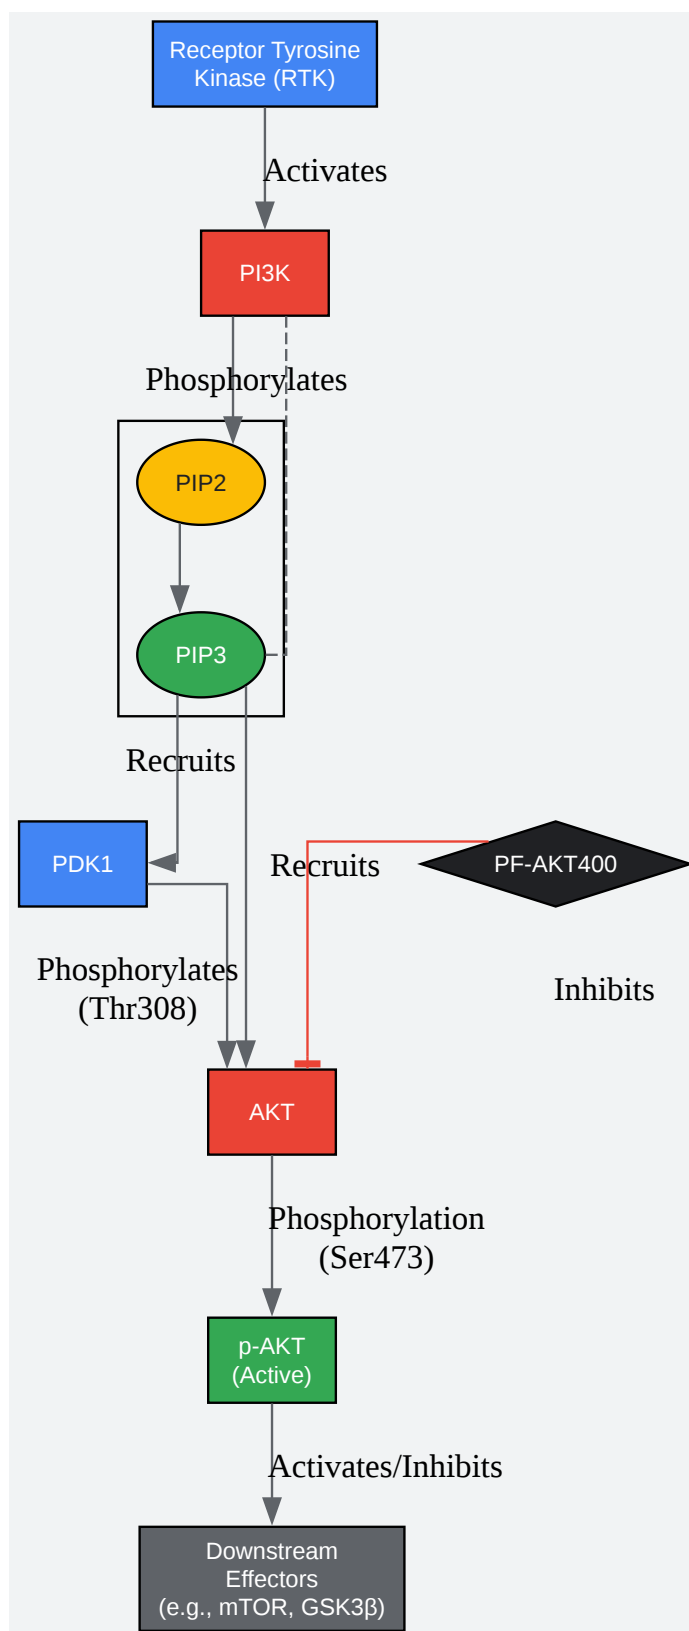 Receptor Tyrosine
Kinase (RTK)
Activates
PI3K
Phosphorylates
PIP2
PIP3
Recruits
PDK1
Recruits
PF-AKT400
Phosphorylates
(Thr308)
Inhibits
AKT
Phosphorylation
(Ser473)
p-AKT
(Active)
Activates/Inhibits
Downstream
Effectors
(e.g., mTOR, GSK3β)